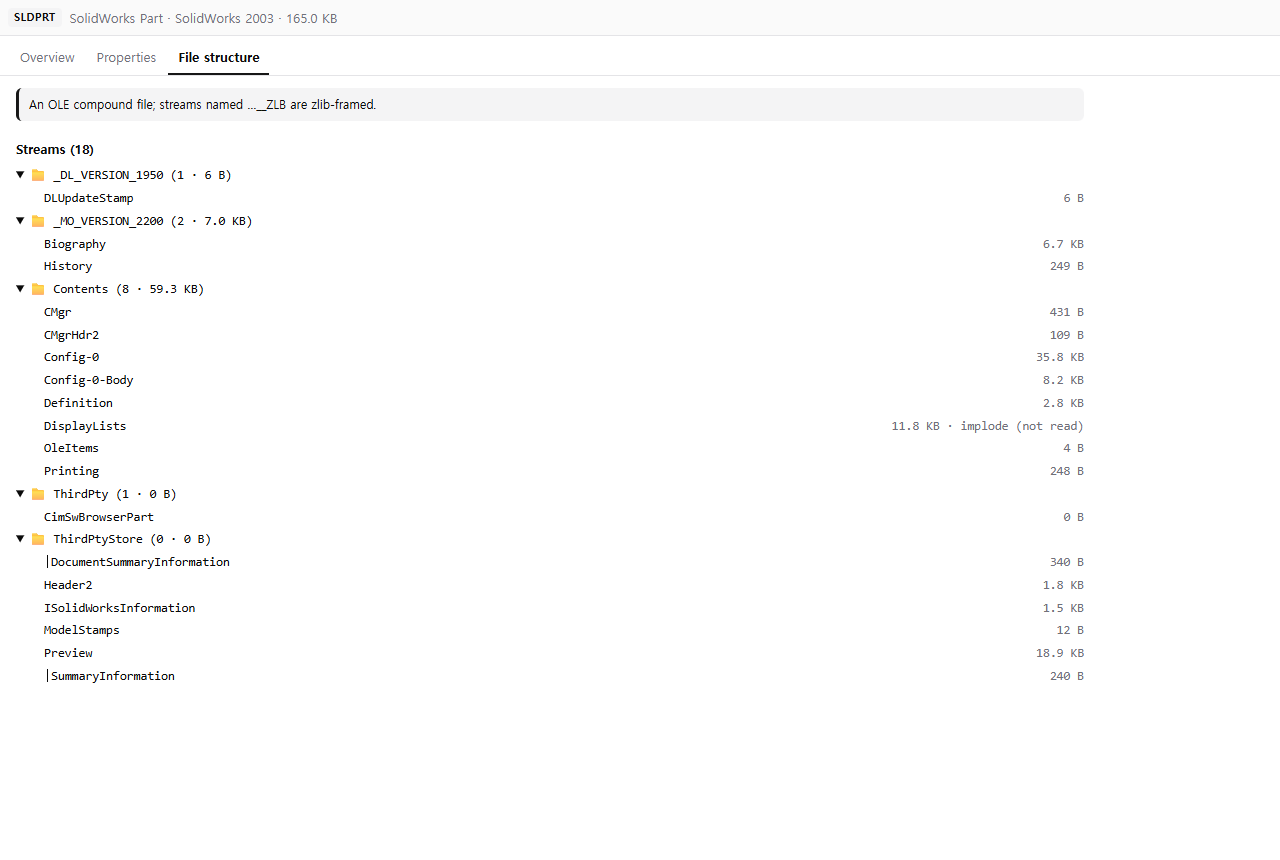 SLDPRT SolidWorks Part · SolidWorks 2003 · 165.0 KB
Overview Properties File structure
An OLE compound file; streams named …__ZLB are zlib-framed.
Streams (18)
▼ _DL_VERSION_1950 (1 · 6 B)
DLUpdateStamp 6 B
▼ _MO_VERSION_2200 (2 · 7.0 KB)
Biography 6.7 KB
History 249 B
▼ Contents (8 · 59.3 KB)
CMgr 431 B
CMgrHdr2 109 B
Config-0 35.8 KB
Config-0-Body 8.2 KB
Definition 2.8 KB
DisplayLists 11.8 KB · implode (not read)
OleItems 4 B
Printing 248 B
▼ ThirdPty (1 · 0 B)
CimSwBrowserPart 0 B
▼ ThirdPtyStore (0 · 0 B)
|DocumentSummaryInformation 340 B
Header2 1.8 KB
ISolidWorksInformation 1.5 KB
ModelStamps 12 B
Preview 18.9 KB
|SummaryInformation 240 B